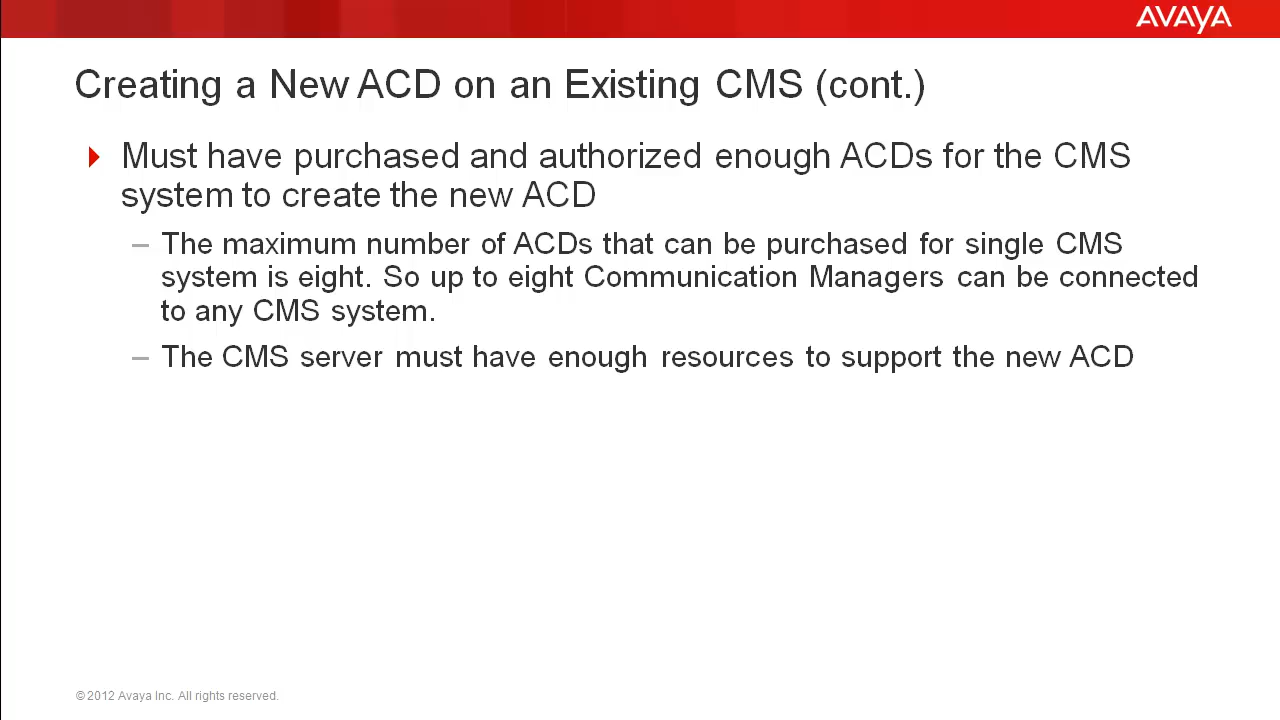 AVAYA
Creating a New ACD on an Existing CMS (cont.)
Must have purchased and authorized enough ACDs for the CMS
system to create the new ACD
– The maximum number of ACDs that can be purchased for single CMS
system is eight. So up to eight Communication Managers can be connected
to any CMS system.
– The CMS server must have enough resources to support the new ACD
© 2012 Avaya Inc. All rights reserved.